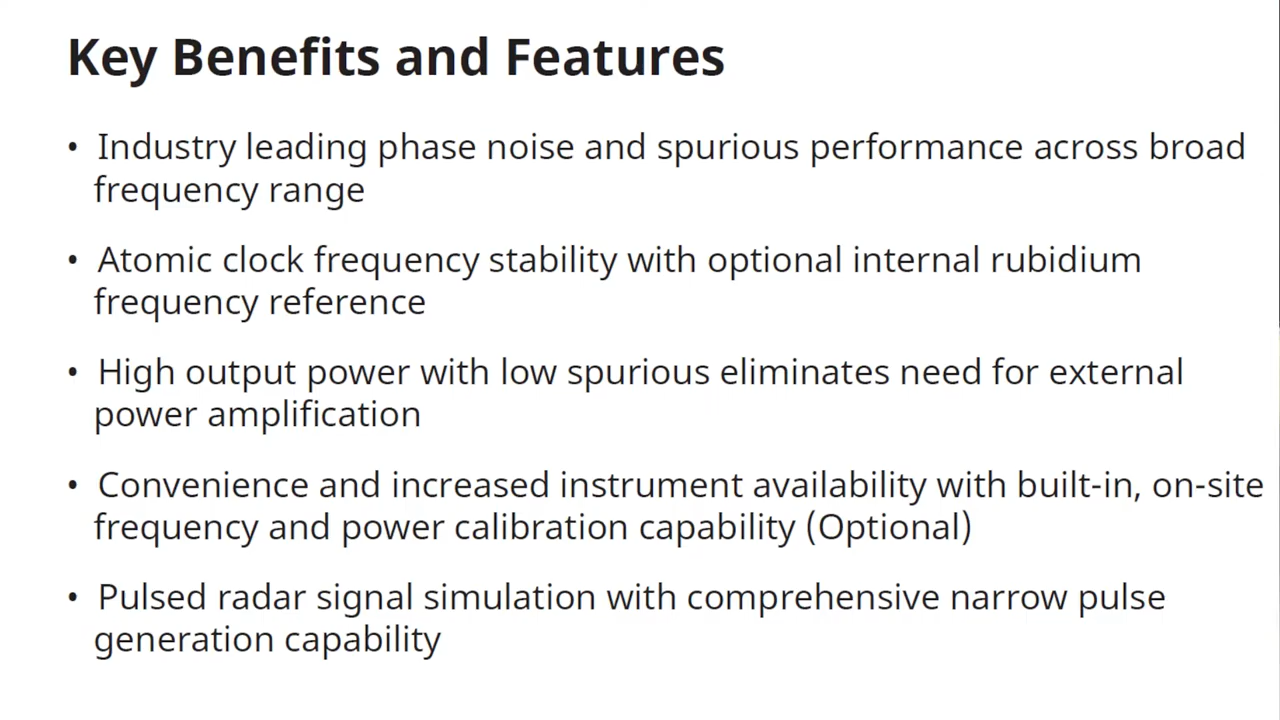 Key Benefits and Features
• Industry leading phase noise and spurious performance across broad
frequency range
• Atomic clock frequency stability with optional internal rubidium
frequency reference
• High output power with low spurious eliminates need for external
power amplification
• Convenience and increased instrument availability with built-in, on-site
frequency and power calibration capability (Optional)
• Pulsed radar signal simulation with comprehensive narrow pulse
generation capability